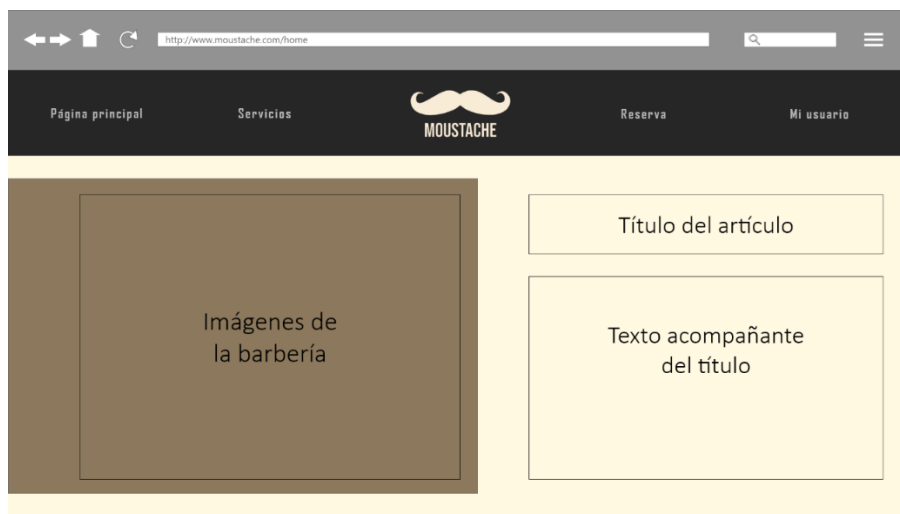 http://www.moustache.com/home
Página principal
Servicios
MOUSTACHE
Reserva
Mi usuario
Imágenes de
la barbería
Título del artículo
Texto acompañante
del título